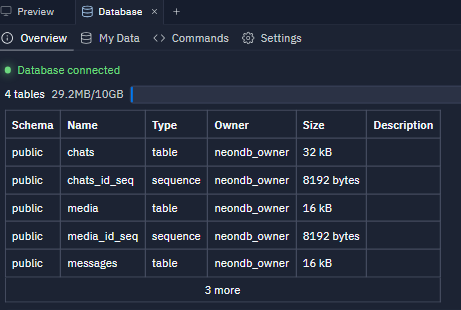 Preview Database × +
Overview My Data Commands Settings
Database connected
4 tables 29.2MB/10GB
Schema Name Type Owner Size Description
public chats table neondb_owner 32 kB
public chats_id_seq sequence neondb_owner 8192 bytes
public media table neondb_owner 16 kB
public media_id_seq sequence neondb_owner 8192 bytes
public messages table neondb_owner 16 kB
3 more